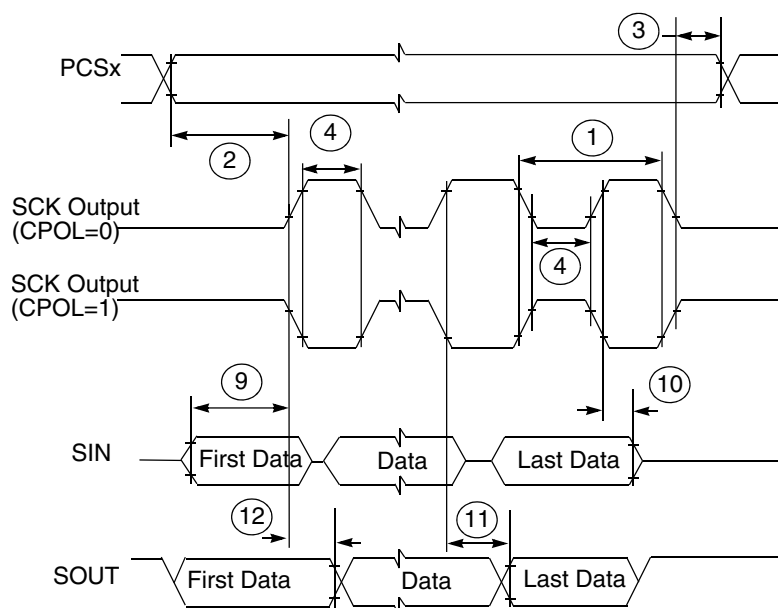 3
PCSx
2
4
1
SCK Output
(CPOL=0)
4
SCK Output
(CPOL=1)
9
10
SIN
First Data
Data
Last Data
12
11
SOUT
First Data
Data
Last Data